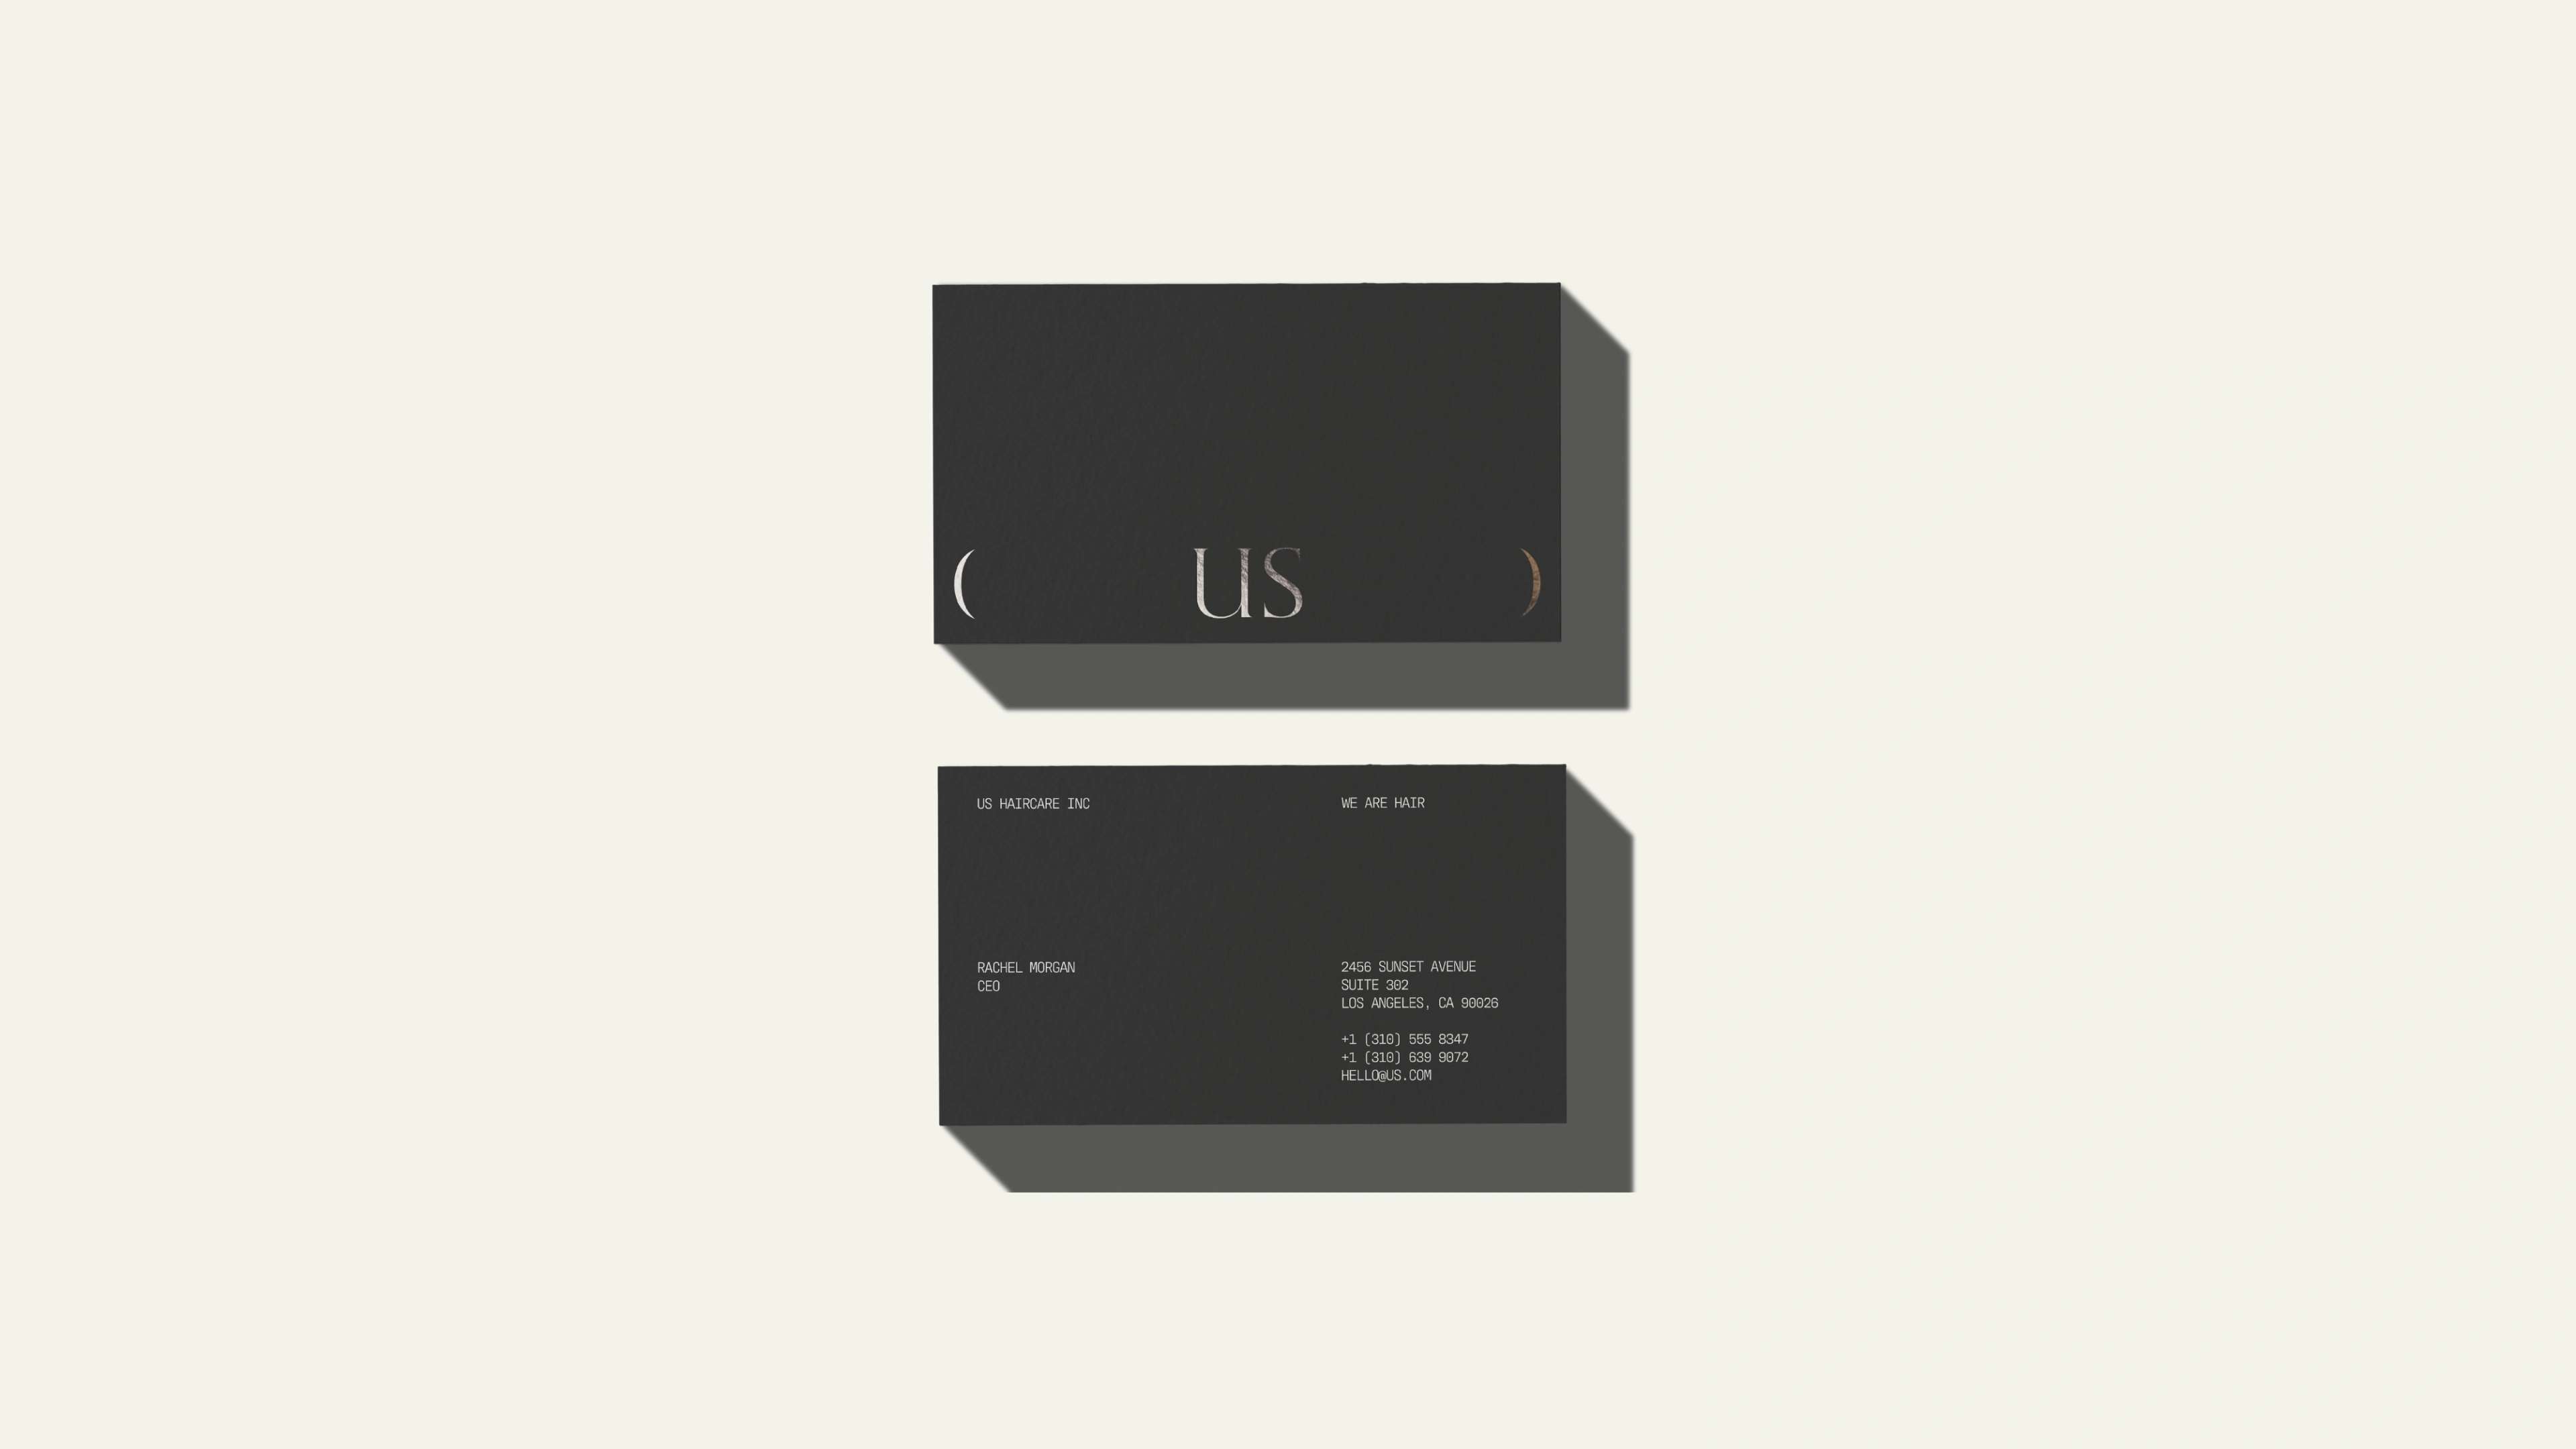 ( US )
US HAIRCARE INC
WE ARE HAIR
RACHEL MORGAN
CEO
2456 SUNSET AVENUE
SUITE 302
LOS ANGELES, CA 90026
+1 (310) 555 8347
+1 (310) 639 9072
HELLO@US.COM